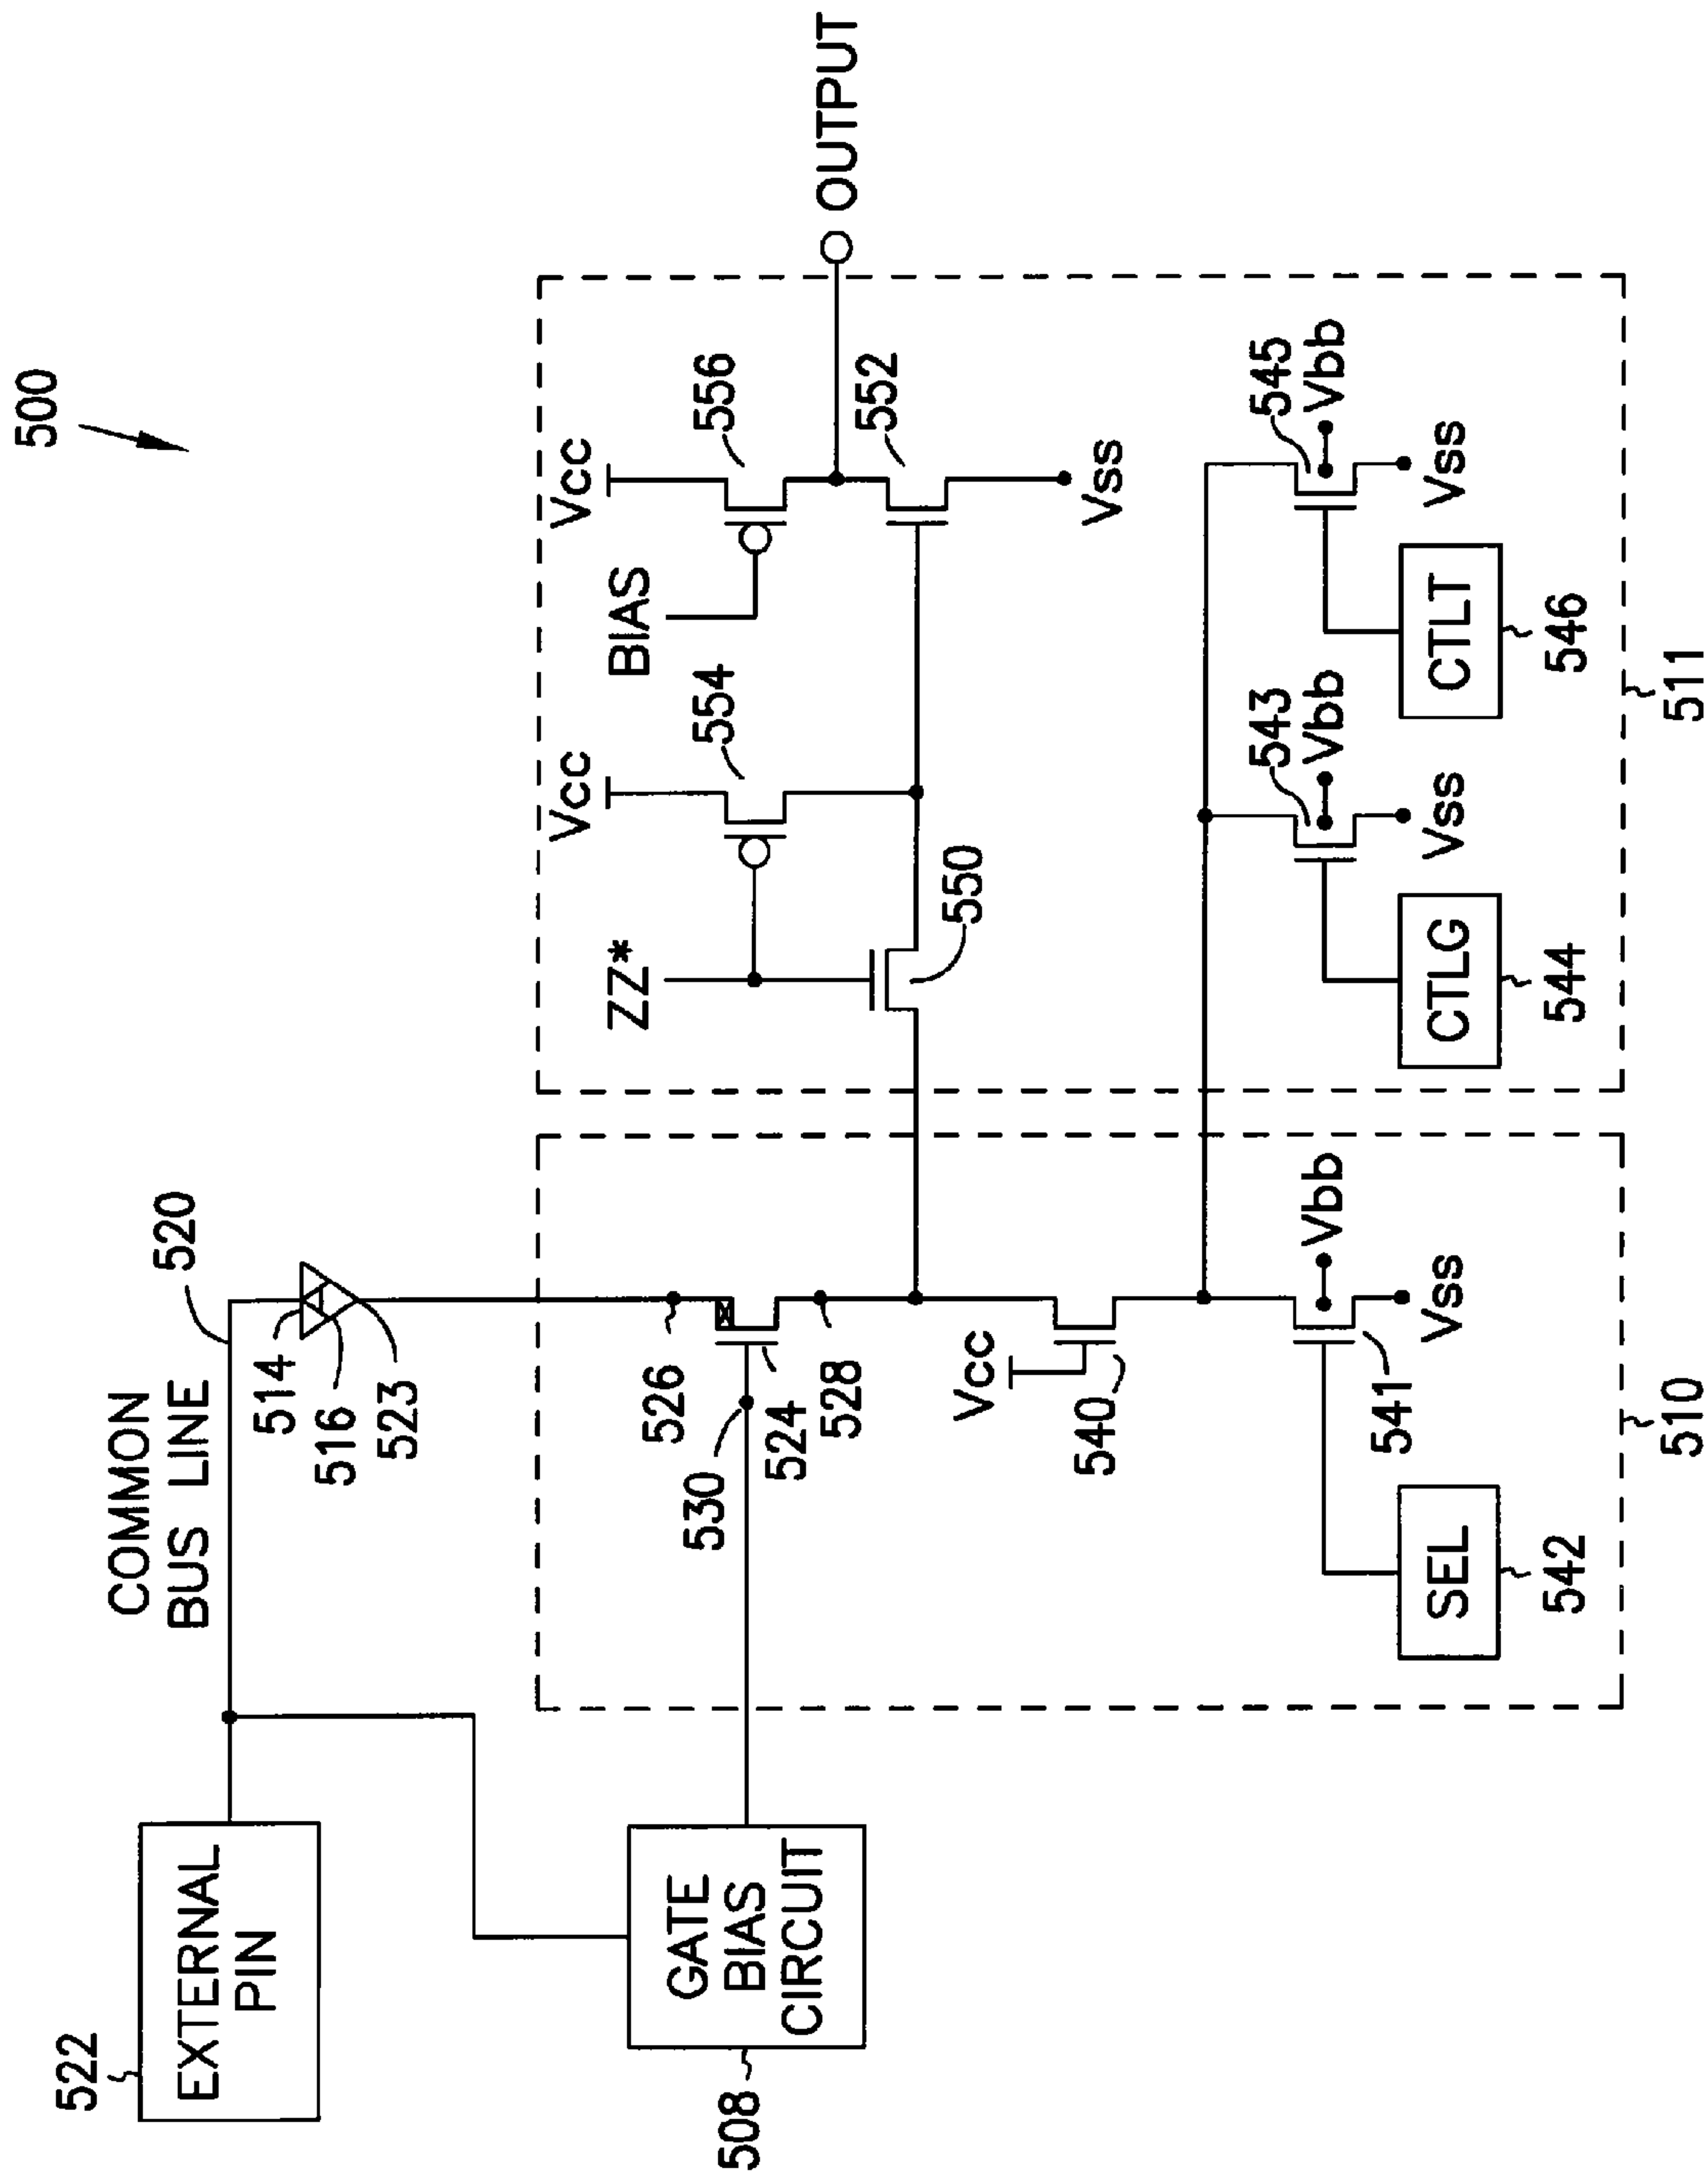 500
522
EXTERNAL
PIN
COMMON
BUS LINE
520
514
516
523
508
GATE
BIAS
CIRCUIT
530
526
524
528
Vcc
540
541
Vbb
Vss
SEL
542
510
ZZ*
Vcc
554
550
BIAS
Vcc
556
552
Vss
OUTPUT
543
Vbb
Vss
CTLG
544
545
Vbb
Vss
CTLT
546
511